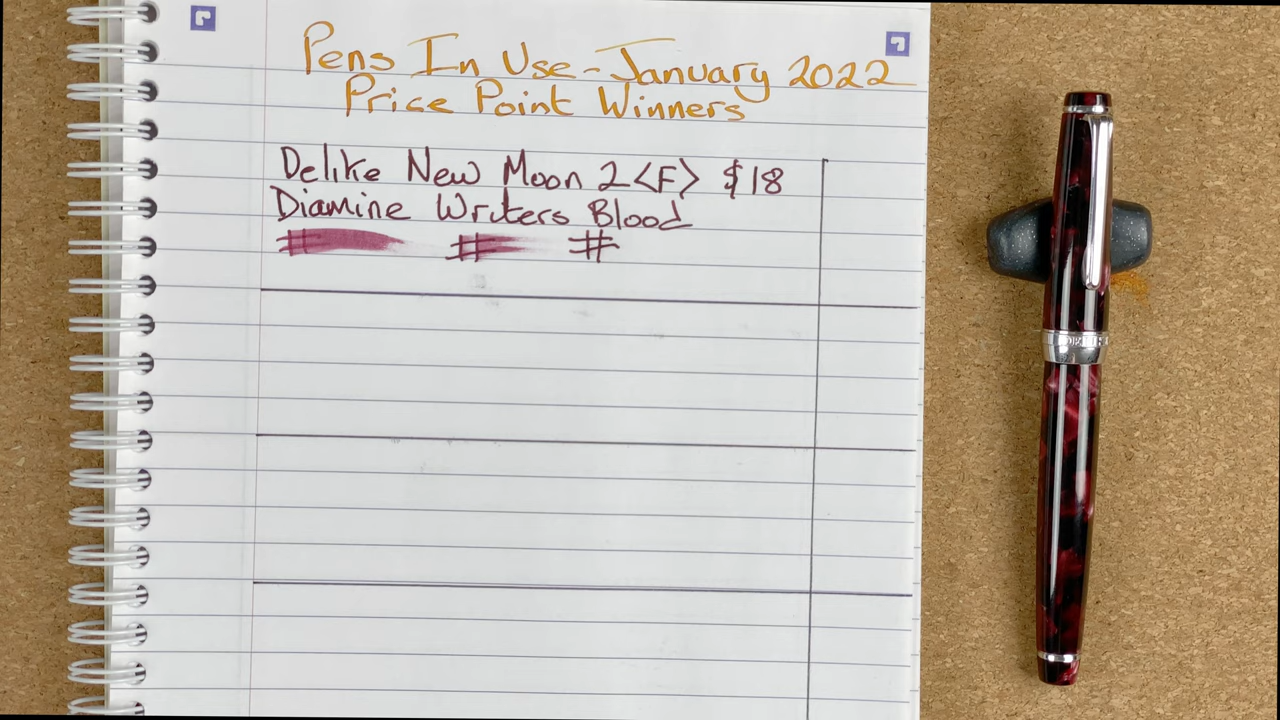 Pens In Use - January 2022
Price Point Winners
Delike New Moon 2 <F> $18
Diamine Writers Blood